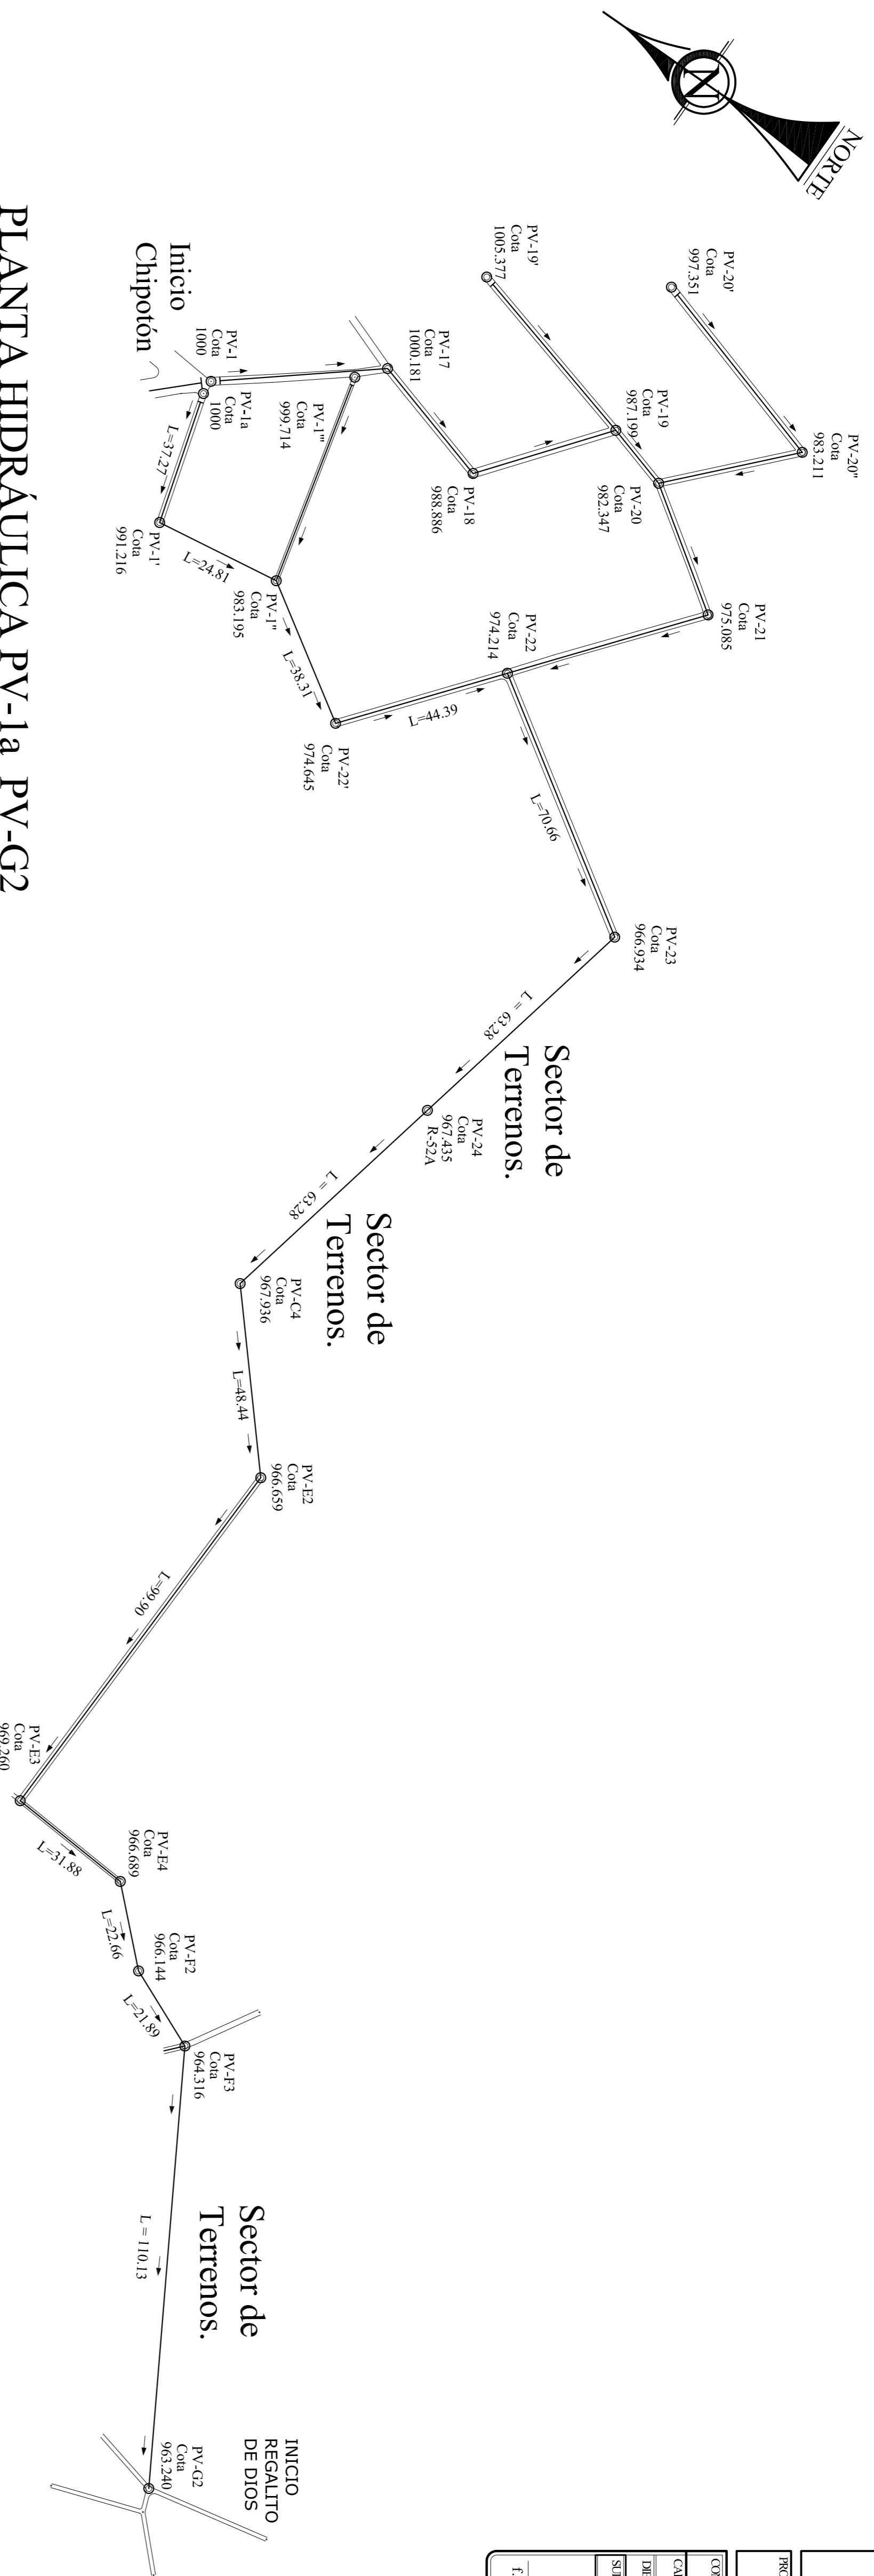 NORTE
N
PV-20'
Cota
997.351
PV-20"
Cota
983.211
PV-19'
Cota
1005.377
PV-19
Cota
987.199
PV-20
Cota
982.347
PV-21
Cota
975.085
PV-17
Cota
1000.181
PV-18
Cota
988.886
PV-22
Cota
974.214
PV-1'''
Cota
999.714
Inicio
Chipotón
PV-1
Cota
1000
PV-1a
Cota
1000
L=37.27
PV-1'
Cota
991.216
L=24.81
PV-1"
Cota
983.195
L=38.31
PV-22'
Cota
974.645
L=44.39
L=70.66
PV-23
Cota
966.934
L = 63.28
Sector de
Terrenos.
PV-24
Cota
967.435
R-52A
L = 63.28
Sector de
Terrenos.
PV-C4
Cota
967.936
L=48.44
PV-E2
Cota
966.659
L=99.90
PV-E3
Cota
969.260
L=31.88
PV-E4
Cota
966.689
L=22.66
PV-F2
Cota
966.144
L=21.89
PV-F3
Cota
964.316
Sector de
Terrenos.
L = 110.13
INICIO
REGALITO
DE DIOS
PV-G2
Cota
963.240
PLANTA HIDRÁULICA PV-1a PV-G2
f.